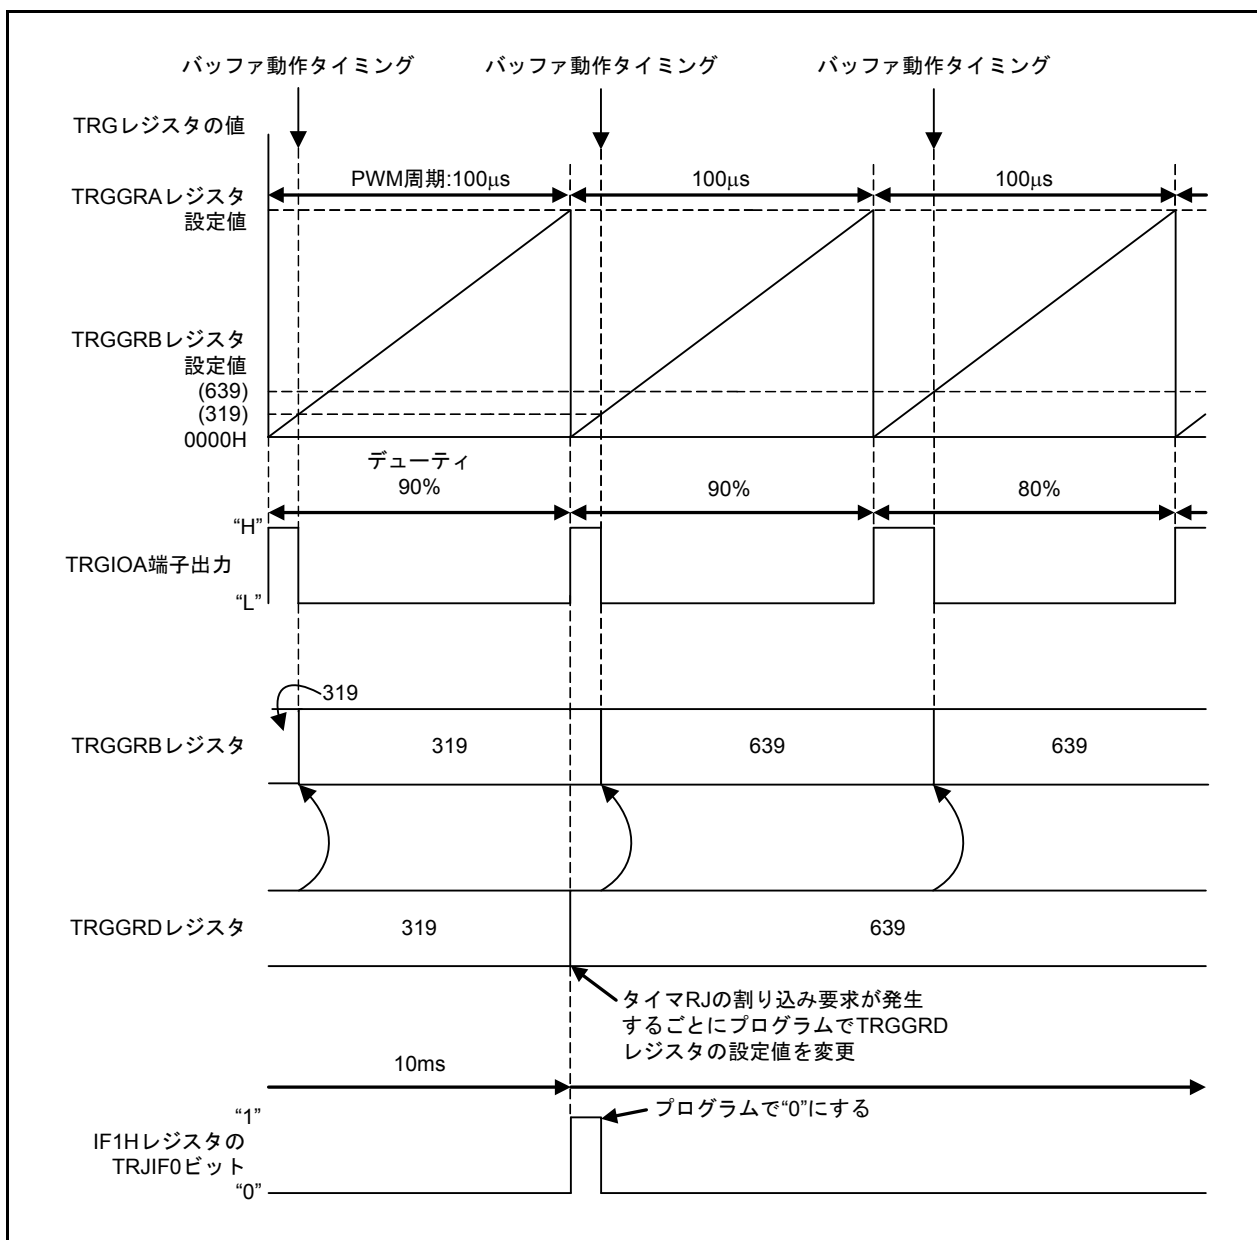 バッファ動作タイミング バッファ動作タイミング バッファ動作タイミング
TRGレジスタの値
PWM周期:100μs 100μs 100μs
TRGGRAレジスタ
設定値
TRGGRBレジスタ
設定値
(639)
(319)
0000H
デューティ
90% 90% 80%
“H”
TRGIOA端子出力
“L”
319
TRGGRBレジスタ 319 639 639
TRGGRDレジスタ 319 639
タイマRJの割り込み要求が発生
するごとにプログラムでTRGGRD
レジスタの設定値を変更
10ms
プログラムで“0”にする
“1”
IF1Hレジスタの
TRJIF0ビット
“0”